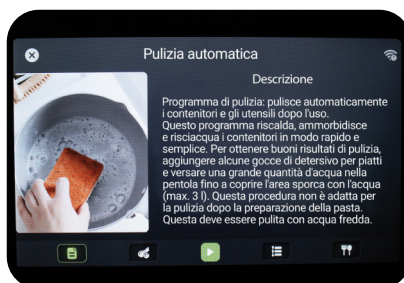 Pulizia automatica
Descrizione
Programma di pulizia: pulisce automaticamente
i contenitori e gli utensili dopo l'uso.
Questo programma riscalda, ammorbidisce
e risciacqua i contenitori in modo rapido e
semplice. Per ottenere buoni risultati di pulizia,
aggiungere alcune gocce di detersivo per piatti
e versare una grande quantità d'acqua nella
pentola fino a coprire l'area sporca con l'acqua
(max. 3 l). Questa procedura non è adatta per
la pulizia dopo la preparazione della pasta.
Questa deve essere pulita con acqua fredda.